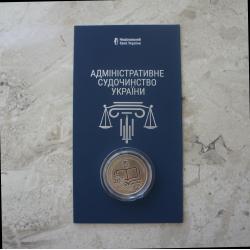 Національний
банк України
АДМІНІСТРАТИВНЕ
СУДОЧИНСТВО
УКРАЇНИ